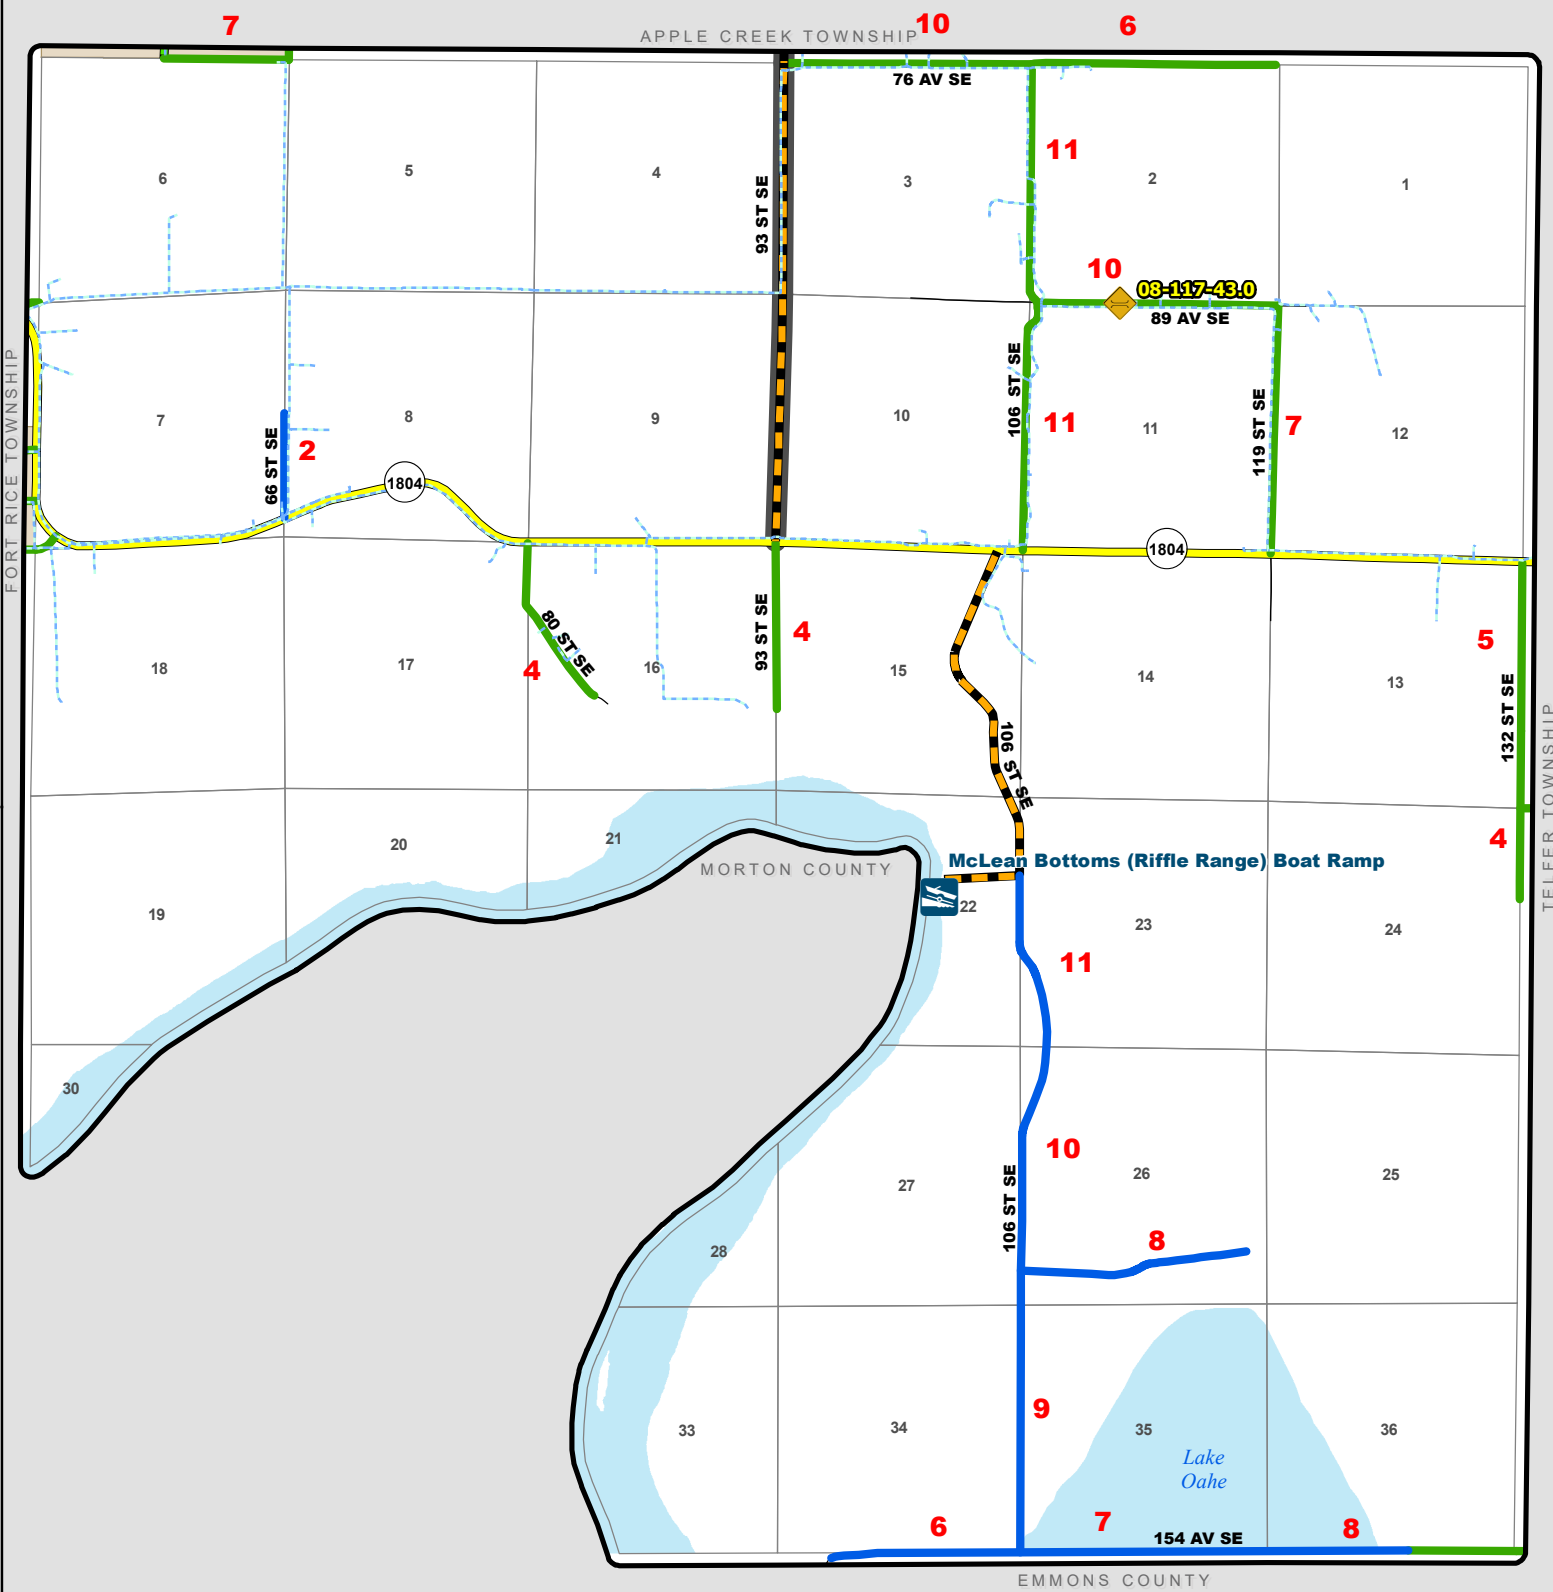 7
10
6
APPLE CREEK TOWNSHIP
76 AV SE
11
6
5
4
3
2
1
93 ST SE
10
08-117-43.0
89 AV SE
FORT RICE TOWNSHIP
7
8
9
10
106 ST SE
11
11
119 ST SE
7
12
66 ST SE
2
1804
1804
80 ST SE
4
93 ST SE
4
18
17
16
15
14
13
5
132 ST SE
TELFER TOWNSHIP
106 ST SE
4
20
21
MORTON COUNTY
McLean Bottoms (Riffle Range) Boat Ramp
19
22
23
24
11
30
10
27
26
25
106 ST SE
28
8
9
33
34
35
36
Lake
Oahe
6
7
8
154 AV SE
EMMONS COUNTY